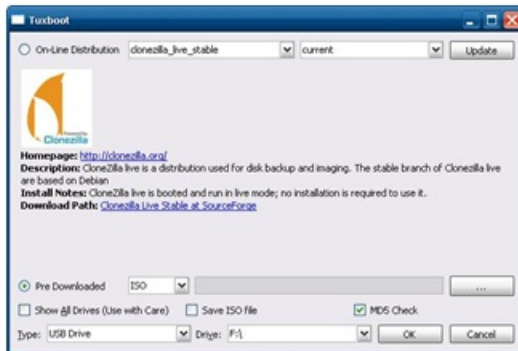 Tuxboot
On-Line Distribution clonezilla_live_stable current Update
Clonezilla
Homepage: http://clonezilla.org/
Description: CloneZilla live is a distribution used for disk backup and imaging. The stable branch of Clonezilla live
are based on Debian
Install Notes: CloneZilla live is booted and run in live mode; no installation is required to use it.
Download Path: Clonezilla Live Stable at SourceForge
Pre Downloaded ISO ...
Show All Drives (Use with Care) Save ISO file MD5 Check
Type: USB Drive Drive: F:\ OK Cancel